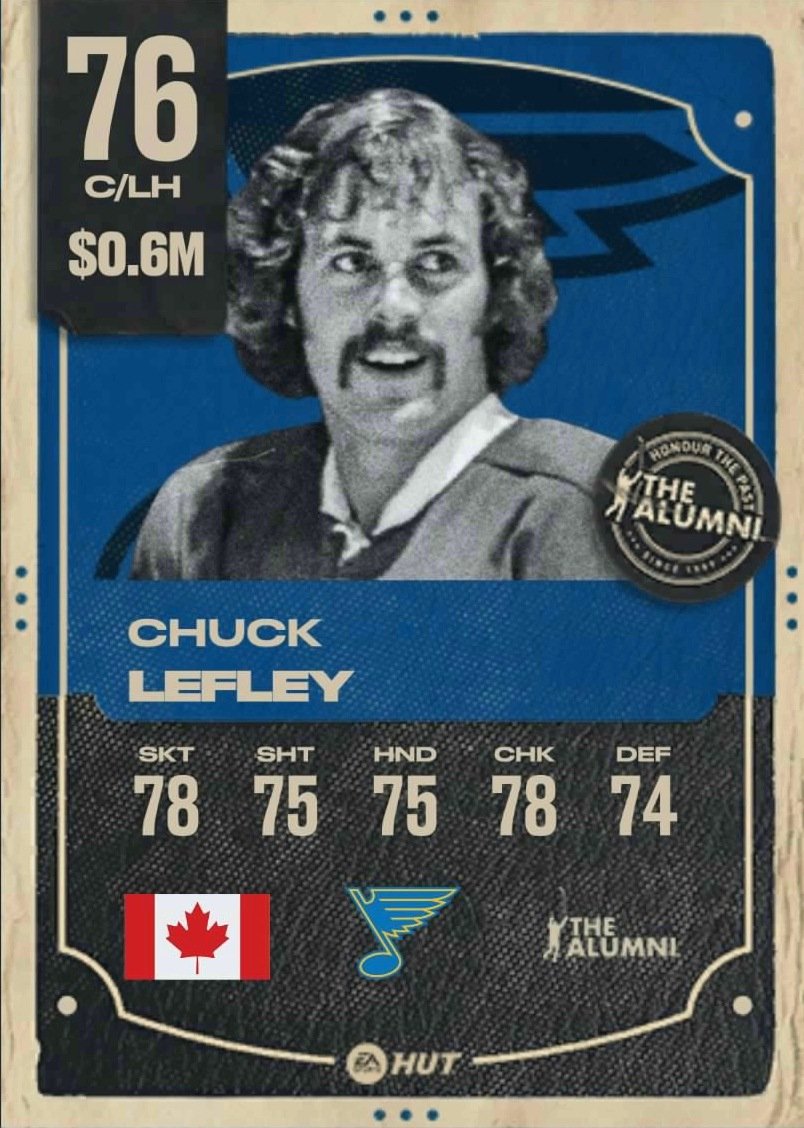 76
C/LH
$0.6M
HONOUR THE PAST
THE
ALUMNI
CHUCK
LEFLEY
SKT SHT HND CHK DEF
78 75 75 78 74
THE
ALUMNI
EA
HUT